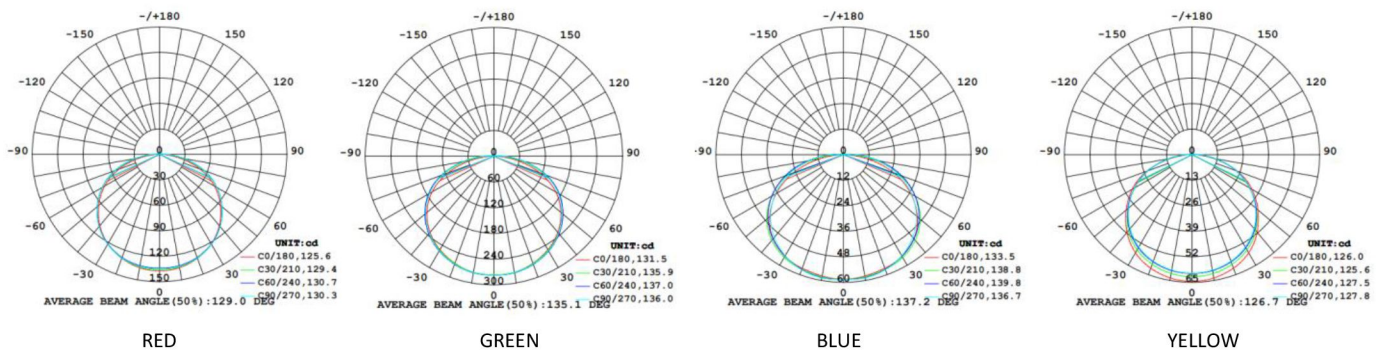 -/+180
-150 150
-120 120
-90 0 90
30
60
-60 90 60
120
-30 150 30
0
UNIT:cd
C0/180,125.6
C30/210,129.4
C60/240,130.7
C90/270,130.3
AVERAGE BEAM ANGLE(50%):129.0 DEG
RED
-/+180
-150 150
-120 120
-90 0 90
60
120
-60 180 60
240
-30 300 30
0
UNIT:cd
C0/180,131.5
C30/210,135.9
C60/240,137.0
C90/270,136.0
AVERAGE BEAM ANGLE(50%):135.1 DEG
GREEN
-/+180
-150 150
-120 120
-90 0 90
12
24
-60 36 60
48
-30 60 30
0
UNIT:cd
C0/180,133.5
C30/210,138.8
C60/240,139.8
C90/270,136.7
AVERAGE BEAM ANGLE(50%):137.2 DEG
BLUE
-/+180
-150 150
-120 120
-90 0 90
13
26
-60 39 60
52
-30 65 30
0
UNIT:cd
C0/180,126.0
C30/210,125.6
C60/240,127.5
C90/270,127.8
AVERAGE BEAM ANGLE(50%):126.7 DEG
YELLOW